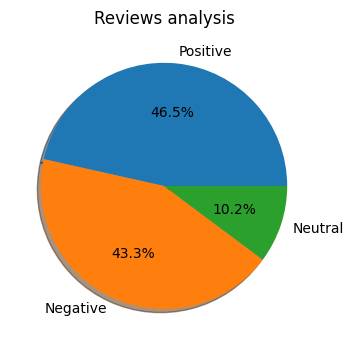 Reviews analysis
Positive
46.5%
10.2%
Neutral
43.3%
Negative